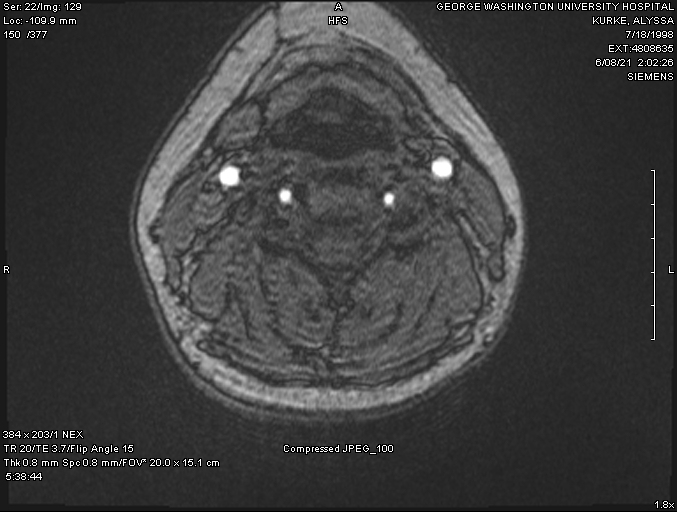 Ser: 22/Img: 129
Loc: -109.9 mm
150 /377
A
HFS
GEORGE WASHINGTON UNIVERSITY HOSPITAL
KURKE, ALYSSA
7/18/1998
EXT:4808635
6/08/21 2:02:26
SIEMENS
R
L
384 x 203/1 NEX
TR 20/TE 3.7/Flip Angle 15
Thk 0.8 mm Spc 0.8 mm/FOV* 20.0 x 15.1 cm
5:38:44
Compressed JPEG_100
1.8x